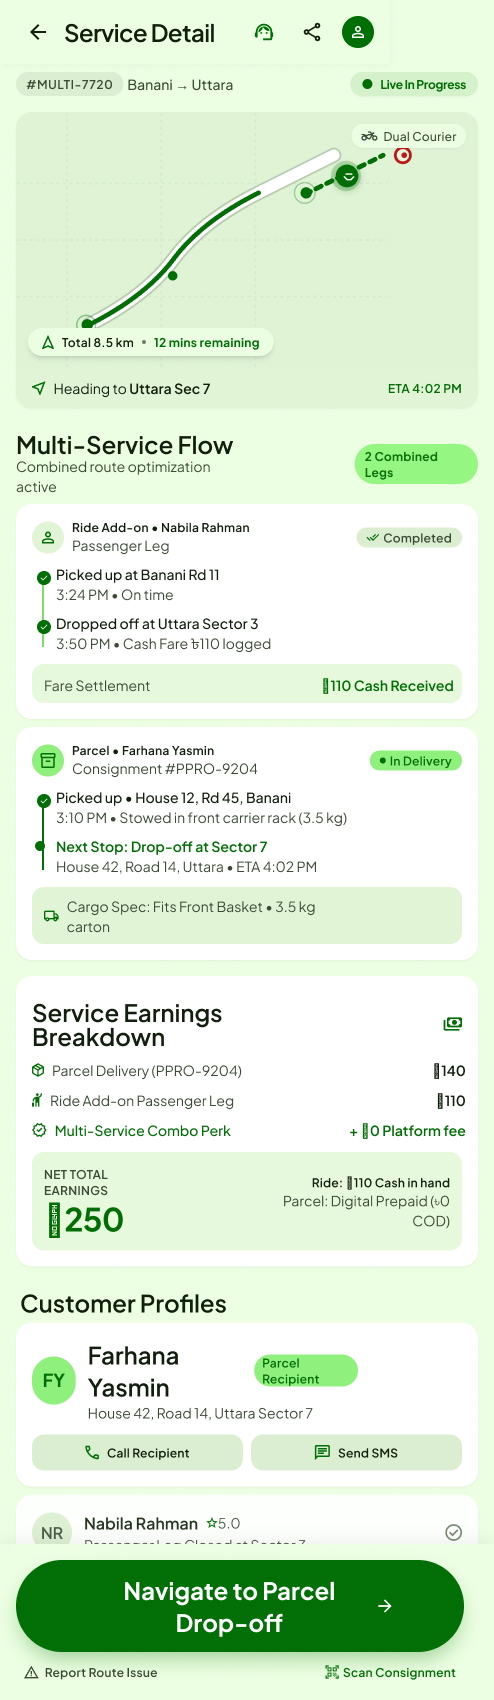 Service Detail
#MULTI-7720 Banani → Uttara Live In Progress
Dual Courier
Total 8.5 km • 12 mins remaining
Heading to Uttara Sec 7 ETA 4:02 PM
Multi-Service Flow
Combined route optimization
active
2 Combined
Legs
Ride Add-on • Nabila Rahman
Passenger Leg
Completed
Picked up at Banani Rd 11
3:24 PM • On time
Dropped off at Uttara Sector 3
3:50 PM • Cash Fare ৳110 logged
Fare Settlement 110 Cash Received
Parcel • Farhana Yasmin
Consignment #PPRO-9204
In Delivery
Picked up • House 12, Rd 45, Banani
3:10 PM • Stowed in front carrier rack (3.5 kg)
Next Stop: Drop-off at Sector 7
House 42, Road 14, Uttara • ETA 4:02 PM
Cargo Spec: Fits Front Basket • 3.5 kg
carton
Service Earnings
Breakdown
Parcel Delivery (PPRO-9204) 140
Ride Add-on Passenger Leg 110
Multi-Service Combo Perk + 0 Platform fee
NET TOTAL
EARNINGS
250
Ride: 110 Cash in hand
Parcel: Digital Prepaid (৳0
COD)
Customer Profiles
FY
Farhana
Yasmin
Parcel
Recipient
House 42, Road 14, Uttara Sector 7
Call Recipient
Send SMS
NR
Nabila Rahman ☆5.0
Passenger Leg Closed at Sector 3
Navigate to Parcel
Drop-off →
Report Route Issue
Scan Consignment